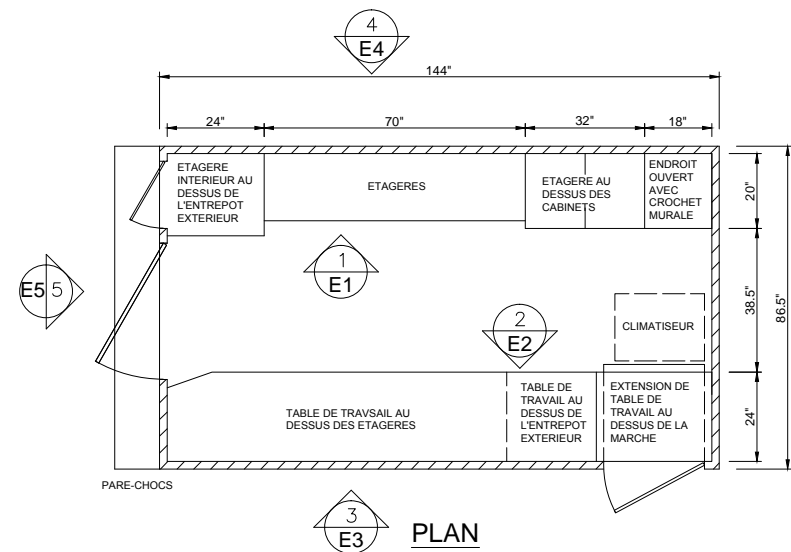 4
E4
144"
24"
70"
32"
18"
ETAGERE
INTERIEUR AU
DESSUS DE
L'ENTREPOT
EXTERIEUR
ETAGERES
ETAGERE AU
DESSUS DES
CABINETS
ENDROIT
OUVERT
AVEC
CROCHET
MURALE
20"
38.5"
86.5"
24"
1
E1
E5 5
2
E2
CLIMATISEUR
TABLE DE TRAVSAIL AU
DESSUS DES ETAGERES
TABLE DE
TRAVAIL AU
DESSUS DE
L'ENTREPOT
EXTERIEUR
EXTENSION DE
TABLE DE
TRAVAIL AU
DESSUS DE LA
MARCHE
PARE-CHOCS
3
E3
PLAN